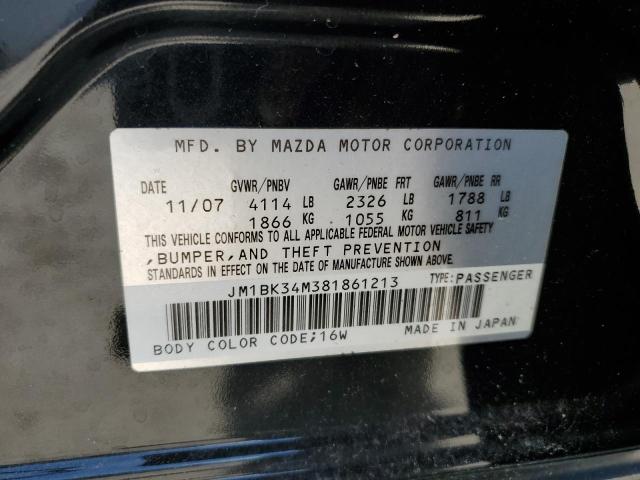 MFD. BY MAZDA MOTOR CORPORATION
DATE GVWR/PNBV GAWR/PNBE FRT GAWR/PNBE RR
11/07 4114 LB 2326 LB 1788 LB
1866 KG 1055 KG 811 KG
THIS VEHICLE CONFORMS TO ALL APPLICABLE FEDERAL MOTOR VEHICLE SAFETY
,BUMPER,AND THEFT PREVENTION
STANDARDS IN EFFECT ON THE DATE OF MANUFACTURE SHOWN ABOVE.
JM1BK34M381861213 TYPE:PASSENGER
BODY COLOR CODE;16W MADE IN JAPAN